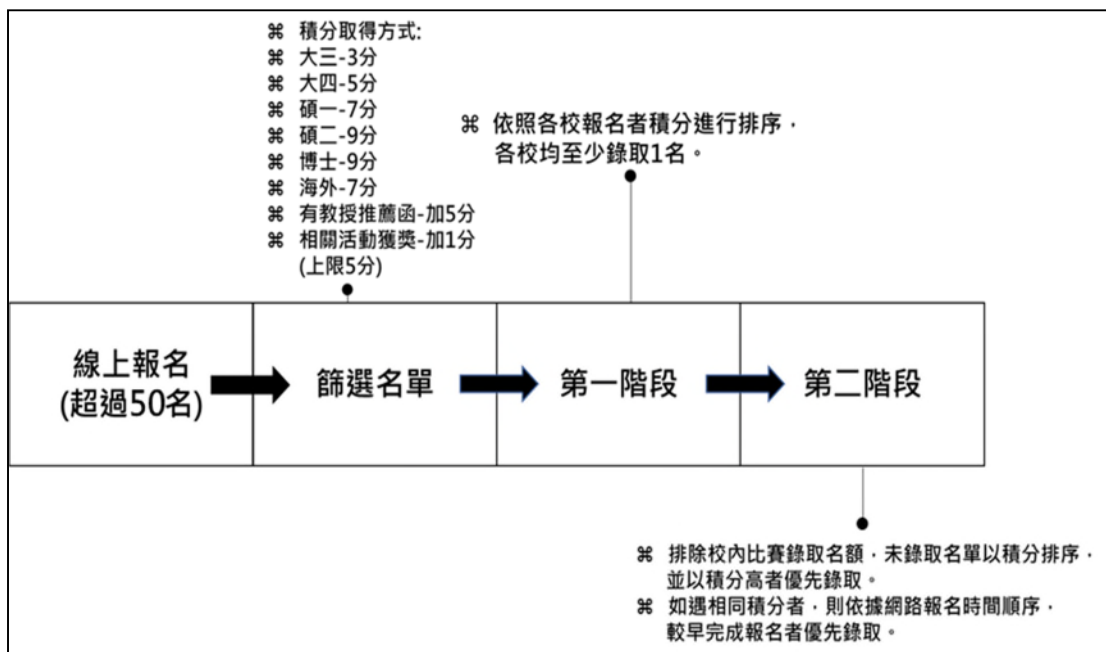 ⌘ 積分取得方式:
⌘ 大三-3分
⌘ 大四-5分
⌘ 碩一-7分
⌘ 碩二-9分
⌘ 博士-9分
⌘ 海外-7分
⌘ 有教授推薦函-加5分
⌘ 相關活動獲獎-加1分
(上限5分)
⌘ 依照各校報名者積分進行排序，
各校均至少錄取1名。
線上報名
(超過50名)
篩選名單
第一階段
第二階段
⌘ 排除校內比賽錄取名額，未錄取名單以積分排序，
並以積分高者優先錄取。
⌘ 如遇相同積分者，則依據網路報名時間順序，
較早完成報名者優先錄取。